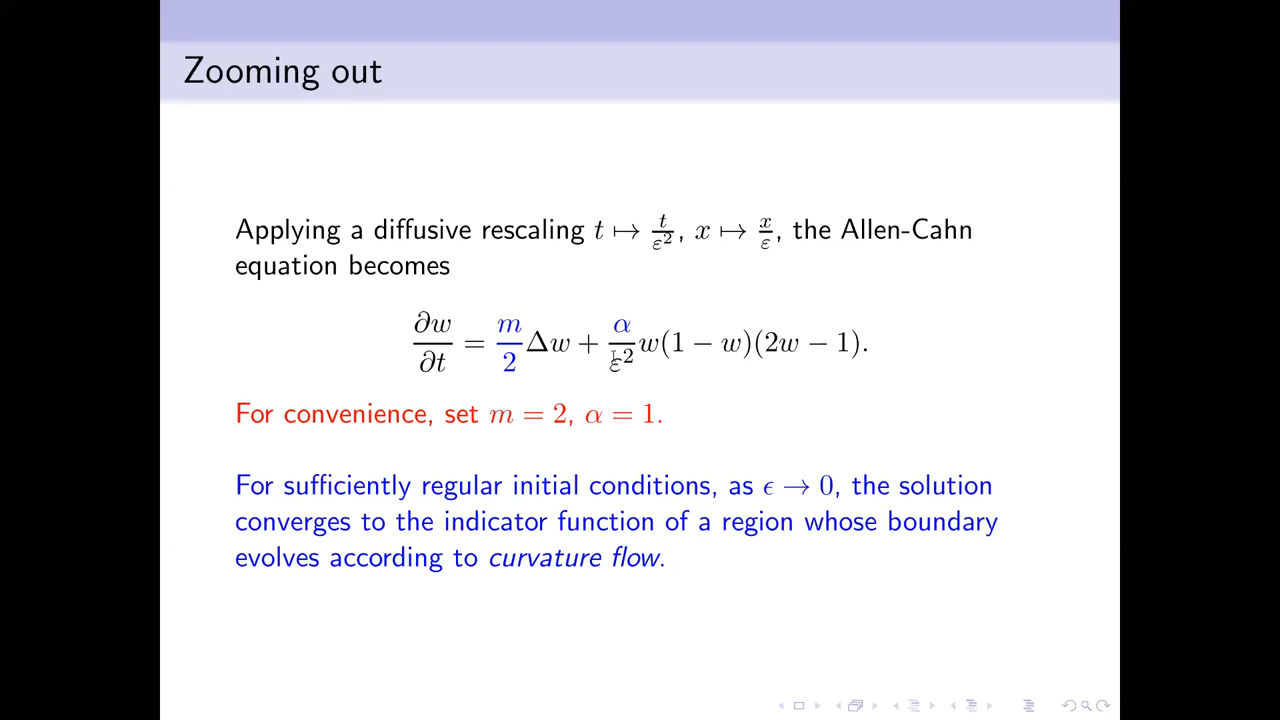 Zooming out
Applying a diffusive rescaling t ↦ t/ε², x ↦ x/ε, the Allen-Cahn
equation becomes
∂w/∂t = m/2 Δw + α/ε² w(1 − w)(2w − 1).
For convenience, set m = 2, α = 1.
For sufficiently regular initial conditions, as ϵ → 0, the solution
converges to the indicator function of a region whose boundary
evolves according to curvature flow.